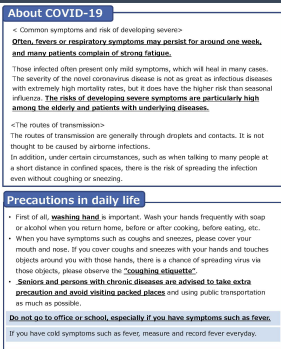 About COVID-19
< Common symptoms and risk of developing severe>
Often, fevers or respiratory symptoms may persist for around one week,
and many patients complain of strong fatigue.
Those infected often present only mild symptoms, which will heal in many cases.
The severity of the novel coronavirus disease is not as great as infectious diseases
with extremely high mortality rates, but it does have the higher risk than seasonal
influenza. The risks of developing severe symptoms are particularly high
among the elderly and patients with underlying diseases.
<The routes of transmission>
The routes of transmission are generally through droplets and contacts. It is not
thought to be caused by airborne infections.
In addition, under certain circumstances, such as when talking to many people at
a short distance in confined spaces, there is the risk of spreading the infection
even without coughing or sneezing.
Precautions in daily life
• First of all, washing hand is important. Wash your hands frequently with soap
or alcohol when you return home, before or after cooking, before eating, etc.
• When you have symptoms such as coughs and sneezes, please cover your
mouth and nose. If you cover coughs and sneezes with your hands and touches
objects around you with those hands, there is a chance of spreading virus via
those objects, please observe the "coughing etiquette".
• Seniors and persons with chronic diseases are advised to take extra
precaution and avoid visiting packed places and using public transportation
as much as possible.
Do not go to office or school, especially if you have symptoms such as fever.
If you have cold symptoms such as fever, measure and record fever everyday.